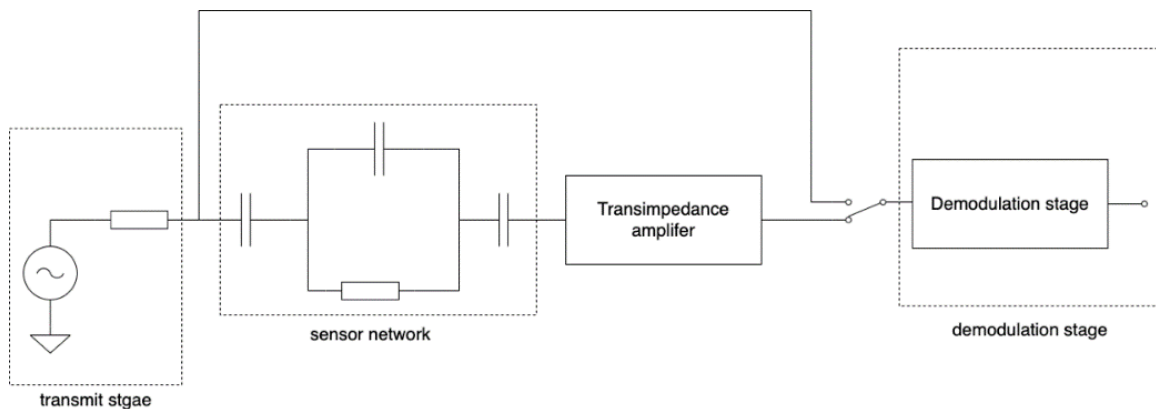 Transimpedance
amplifer
Demodulation stage
sensor network
demodulation stage
transmit stgae